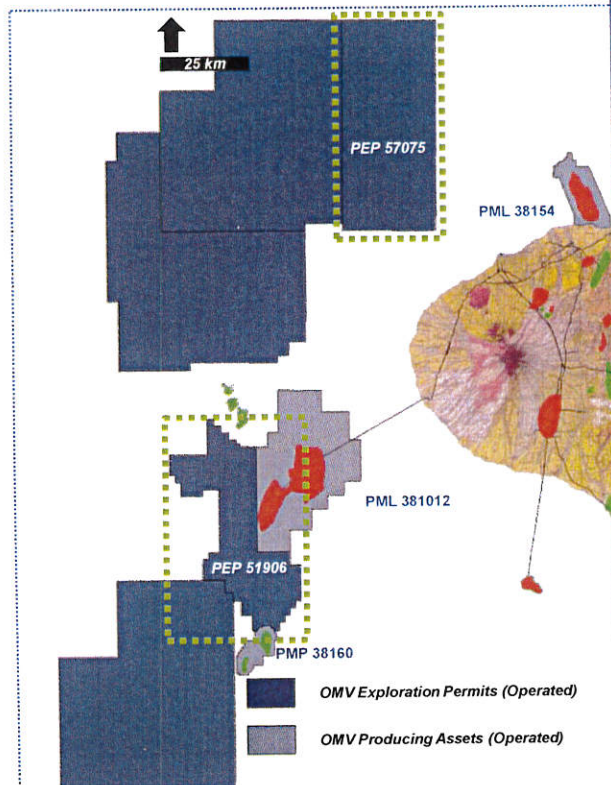 25 km
PEP 57075
PML 38154
PML 381012
PEP 51906
PMP 38160
OMV Exploration Permits (Operated)
OMV Producing Assets (Operated)